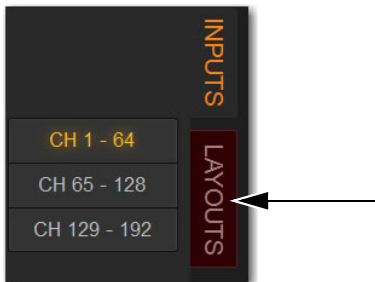 INPUTS
CH 1 - 64
CH 65 - 128
CH 129 - 192
LAYOUTS